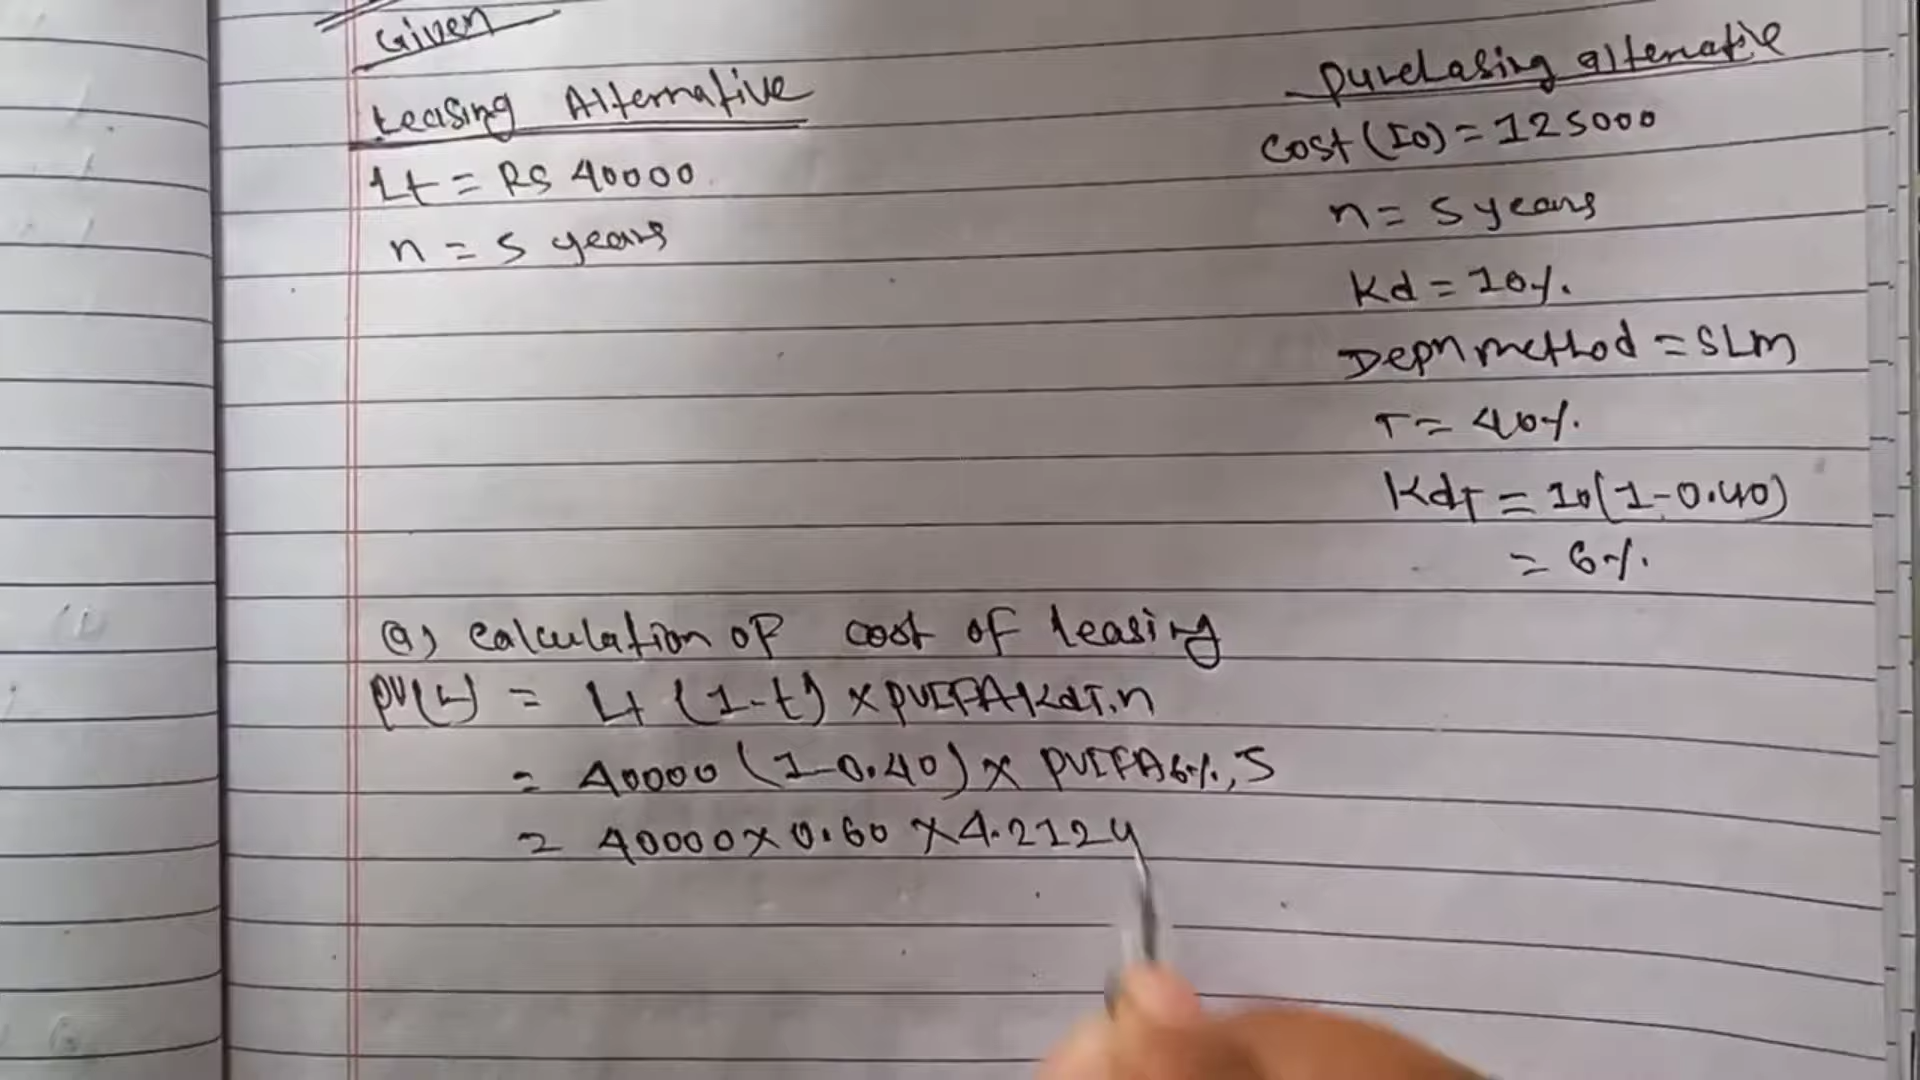 Given
Leasing Alternative
Lt = RS 40000
n = 5 years
purchasing alternative
Cost (I0) = 125000
n = 5 years
Kd = 10%.
Depn method = SLM
T = 40%.
KdT = 10(1-0.40)
= 6%.
(a) calculation of cost of leasing
PV(L) = Lt (1-t) x PVIFA KdT,n
= 40000 (1-0.40) x PVIFA 6%, 5
= 40000 x 0.60 x 4.2124